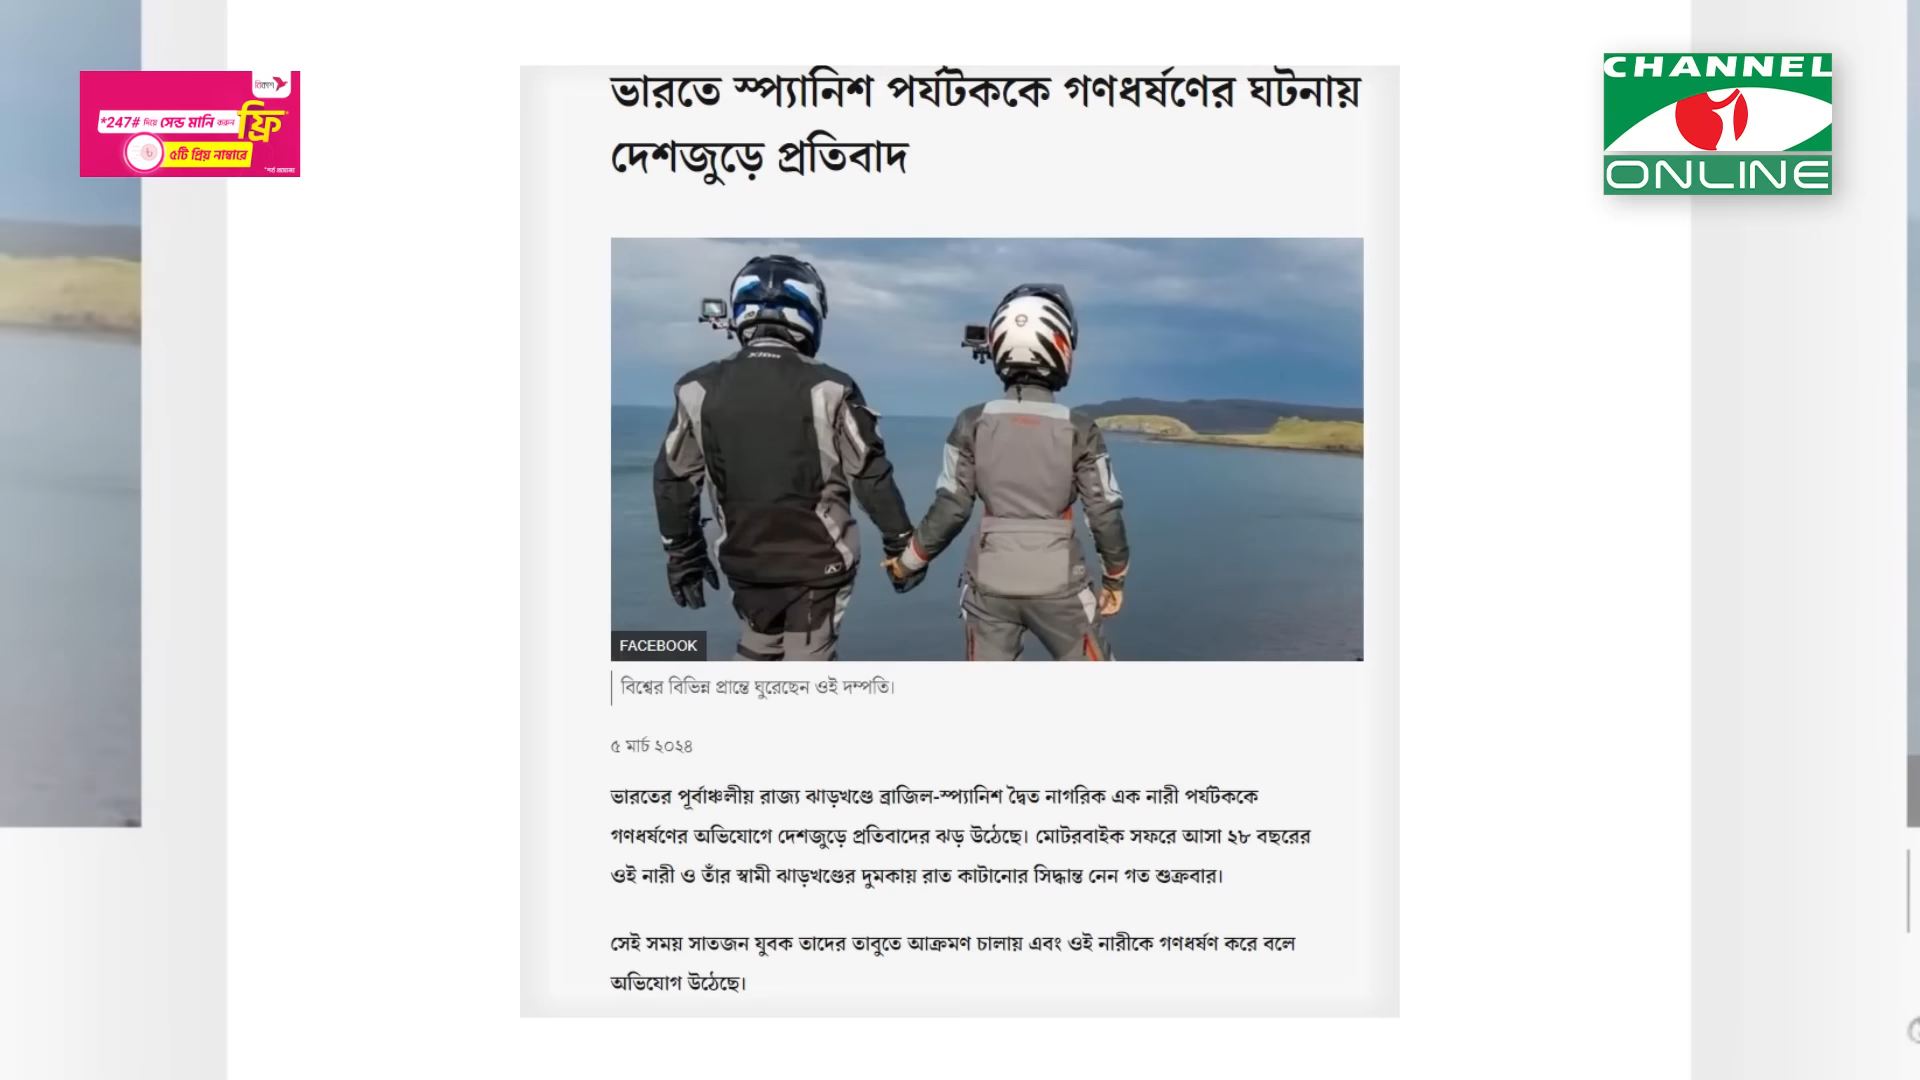 বিকাশ
*247# দিয়ে সেন্ড মানি করুন ফ্রি*
৫টি প্রিয় নাম্বারে
*শর্ত প্রযোজ্য
CHANNEL
ONLINE
ভারতে স্প্যানিশ পর্যটককে গণধর্ষণের ঘটনায়
দেশজুড়ে প্রতিবাদ
FACEBOOK
বিশ্বের বিভিন্ন প্রান্তে ঘুরেছেন ওই দম্পতি।
৫ মার্চ ২০২৪
ভারতের পূর্বাঞ্চলীয় রাজ্য ঝাড়খণ্ডে ব্রাজিল-স্প্যানিশ দ্বৈত নাগরিক এক নারী পর্যটককে
গণধর্ষণের অভিযোগে দেশজুড়ে প্রতিবাদের ঝড় উঠেছে। মোটরবাইক সফরে আসা ২৮ বছরের
ওই নারী ও তাঁর স্বামী ঝাড়খণ্ডের দুমকায় রাত কাটানোর সিদ্ধান্ত নেন গত শুক্রবার।
সেই সময় সাতজন যুবক তাদের তাবুতে আক্রমণ চালায় এবং ওই নারীকে গণধর্ষণ করে বলে
অভিযোগ উঠেছে।